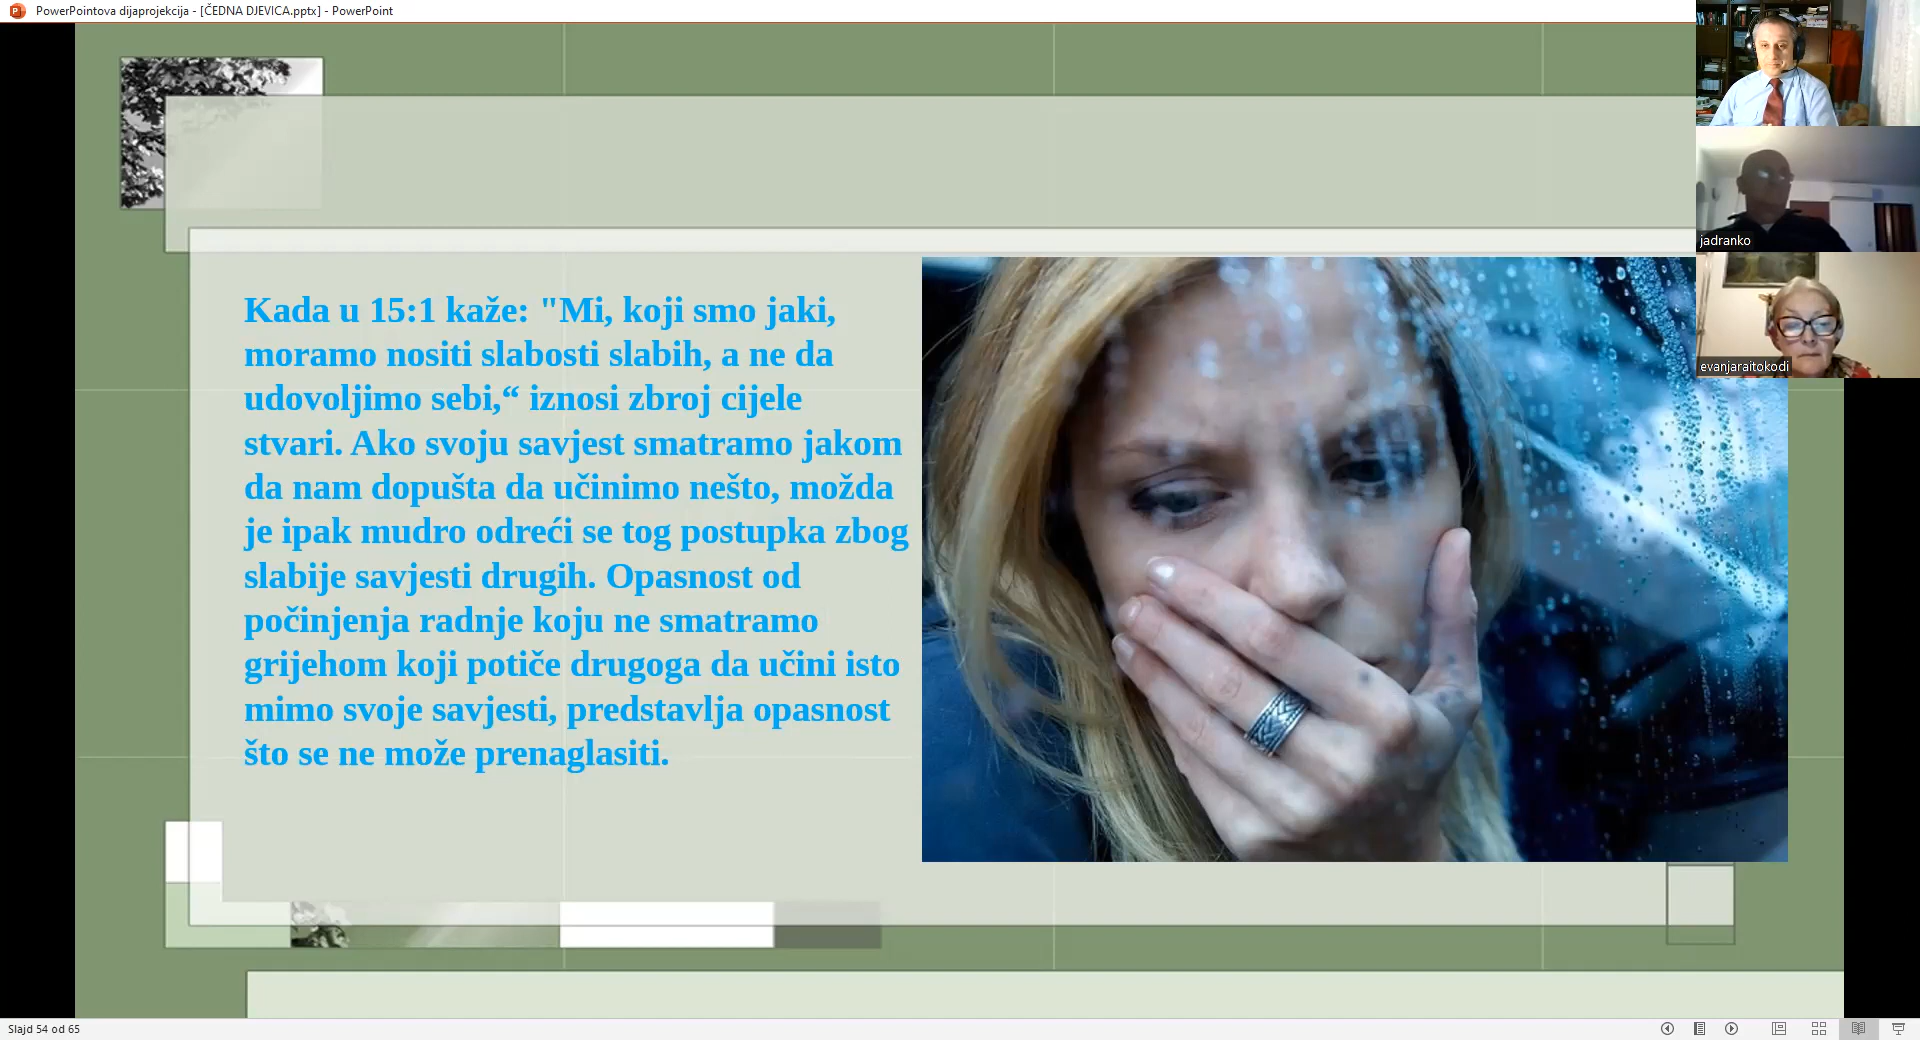 PowerPointova dijaprojekcija - [ČEDNA DJEVICA.pptx] - PowerPoint
Kada u 15:1 kaže: "Mi, koji smo jaki,
moramo nositi slabosti slabih, a ne da
udovoljimo sebi,“ iznosi zbroj cijele
stvari. Ako svoju savjest smatramo jakom
da nam dopušta da učinimo nešto, možda
je ipak mudro odreći se tog postupka zbog
slabije savjesti drugih. Opasnost od
počinjenja radnje koju ne smatramo
grijehom koji potiče drugoga da učini isto
mimo svoje savjesti, predstavlja opasnost
što se ne može prenaglasiti.
jadranko
evanjaraitokodi
Slajd 54 od 65